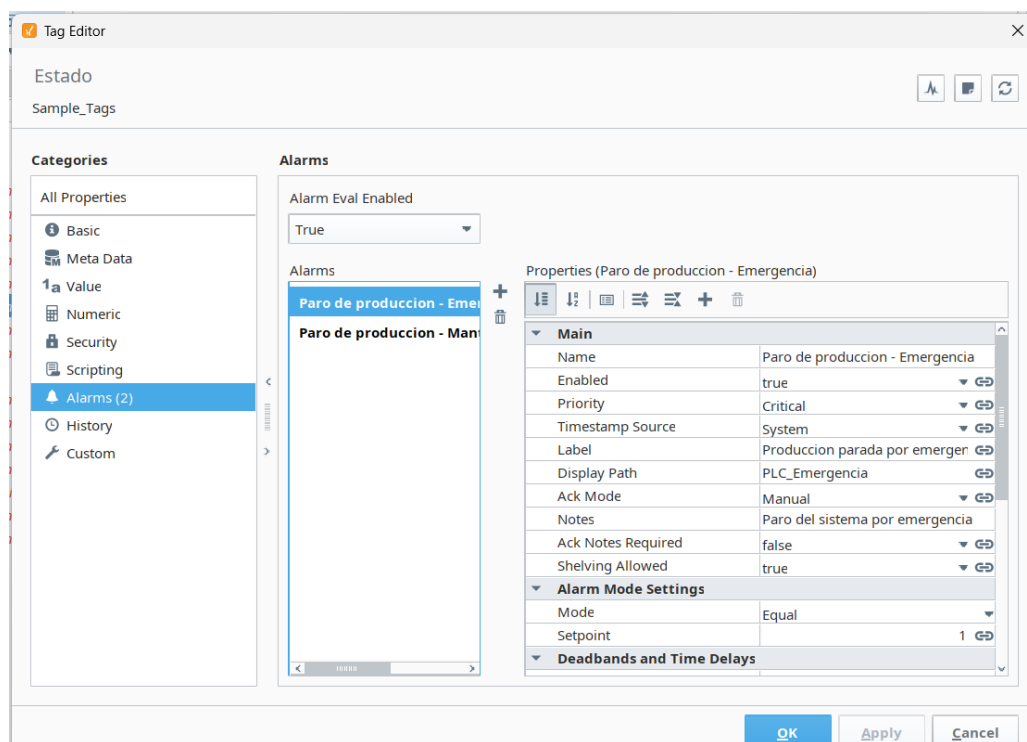 Tag Editor
Estado
Sample_Tags
Categories
All Properties
Basic
Meta Data
1a Value
Numeric
Security
Scripting
Alarms (2)
History
Custom
Alarms
Alarm Eval Enabled
True
Alarms
Paro de produccion - Emer
Paro de produccion - Mant
Properties (Paro de produccion - Emergencia)
Main
Name Paro de produccion - Emergencia
Enabled true
Priority Critical
Timestamp Source System
Label Produccion parada por emergen
Display Path PLC_Emergencia
Ack Mode Manual
Notes Paro del sistema por emergencia
Ack Notes Required false
Shelving Allowed true
Alarm Mode Settings
Mode Equal
Setpoint 1
Deadbands and Time Delays
OK Apply Cancel